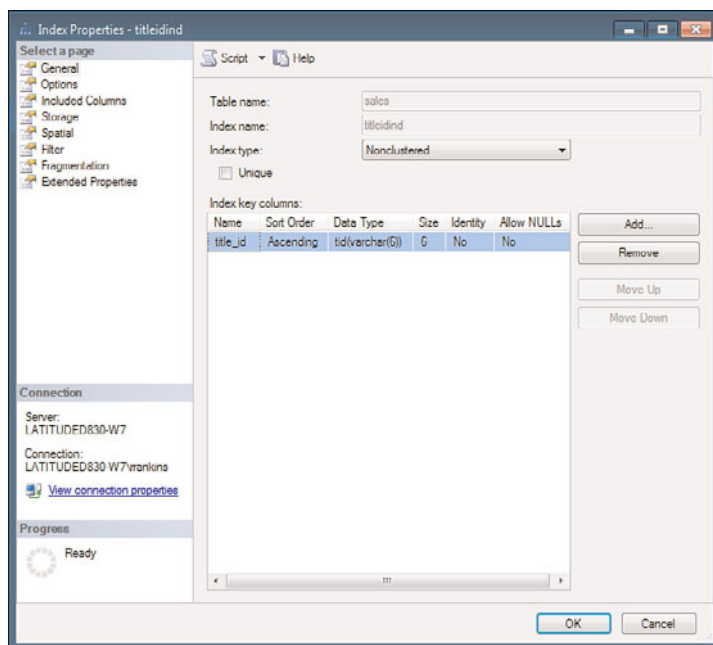 Index Properties - titleidind
Select a page
General
Options
Included Columns
Storage
Spatial
Filter
Fragmentation
Extended Properties
Script
Help
Table name:
sales
Index name:
titleidind
Index type:
Nonclustered
Unique
Index key columns:
Name Sort Order Data Type Size Identity Allow NULLs
title_id Ascending tid(varchar(6)) 6 No No
Add...
Remove
Move Up
Move Down
Connection
Server:
LATITUDED830-W7
Connection:
LATITUDED830-W7\rrankins
View connection properties
Progress
Ready
OK
Cancel